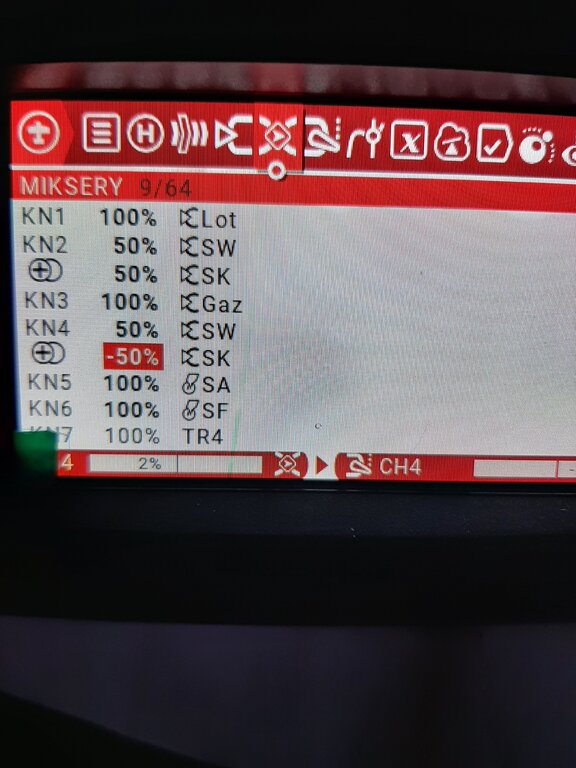 MIKSERY 9/64
KN1 100% Lot
KN2 50% SW
50% SK
KN3 100% Gaz
KN4 50% SW
-50% SK
KN5 100% SA
KN6 100% SF
KN7 100% TR4
4 2% CH4